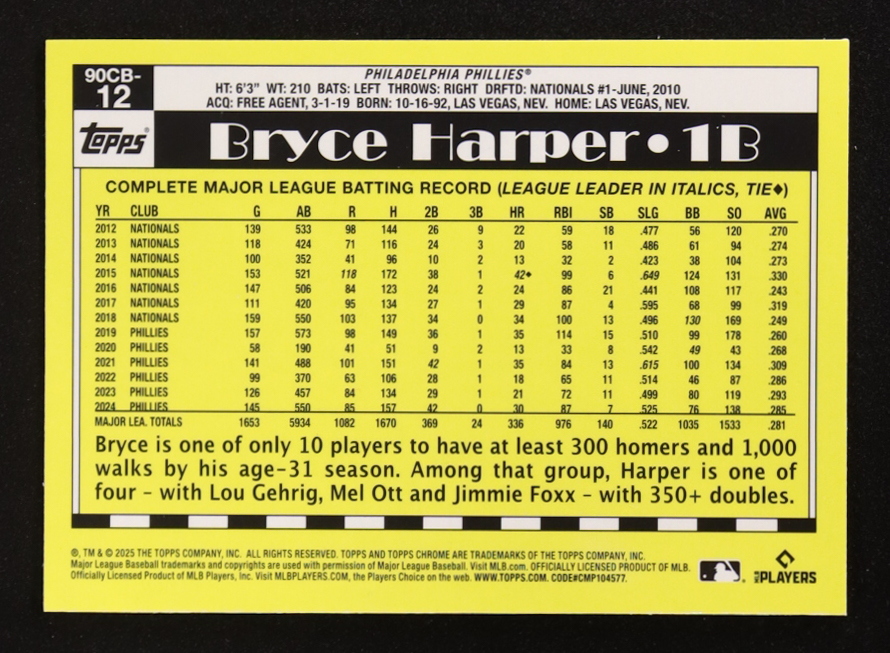 90CB-
12
PHILADELPHIA PHILLIES®
HT: 6'3" WT: 210 BATS: LEFT THROWS: RIGHT DRFTD: NATIONALS #1-JUNE, 2010
ACQ: FREE AGENT, 3-1-19 BORN: 10-16-92, LAS VEGAS, NEV. HOME: LAS VEGAS, NEV.
Topps®
Bryce Harper • 1B
COMPLETE MAJOR LEAGUE BATTING RECORD (LEAGUE LEADER IN ITALICS, TIE◆)
YR CLUB G AB R H 2B 3B HR RBI SB SLG BB SO AVG
2012 NATIONALS 139 533 98 144 26 9 22 59 18 .477 56 120 .270
2013 NATIONALS 118 424 71 116 24 3 20 58 11 .486 61 94 .274
2014 NATIONALS 100 352 41 96 10 2 13 32 2 .423 38 104 .273
2015 NATIONALS 153 521 118 172 38 1 42◆ 99 6 .649 124 131 .330
2016 NATIONALS 147 506 84 123 24 2 24 86 21 .441 108 117 .243
2017 NATIONALS 111 420 95 134 27 1 29 87 4 .595 68 99 .319
2018 NATIONALS 159 550 103 137 34 0 34 100 13 .496 130 169 .249
2019 PHILLIES 157 573 98 149 36 1 35 114 15 .510 99 178 .260
2020 PHILLIES 58 190 41 51 9 2 13 33 8 .542 49 43 .268
2021 PHILLIES 141 488 101 151 42 1 35 84 13 .615 100 134 .309
2022 PHILLIES 99 370 63 106 28 1 18 65 11 .514 46 87 .286
2023 PHILLIES 126 457 84 134 29 1 21 72 11 .499 80 119 .293
2024 PHILLIES 145 550 85 157 42 0 30 87 7 .525 76 138 .285
MAJOR LEA. TOTALS 1653 5934 1082 1670 369 24 336 976 140 .522 1035 1533 .281
Bryce is one of only 10 players to have at least 300 homers and 1,000
walks by his age-31 season. Among that group, Harper is one of
four – with Lou Gehrig, Mel Ott and Jimmie Foxx – with 350+ doubles.
®, TM & © 2025 THE TOPPS COMPANY, INC. ALL RIGHTS RESERVED. TOPPS AND TOPPS CHROME ARE TRADEMARKS OF THE TOPPS COMPANY, INC.
Major League Baseball trademarks and copyrights are used with permission of Major League Baseball. Visit MLB.com. OFFICIALLY LICENSED PRODUCT OF MLB.
Officially Licensed Product of MLB Players, Inc. Visit MLBPLAYERS.COM, the Players Choice on the web. WWW.TOPPS.COM. CODE#CMP104577.
MLB PLAYERS